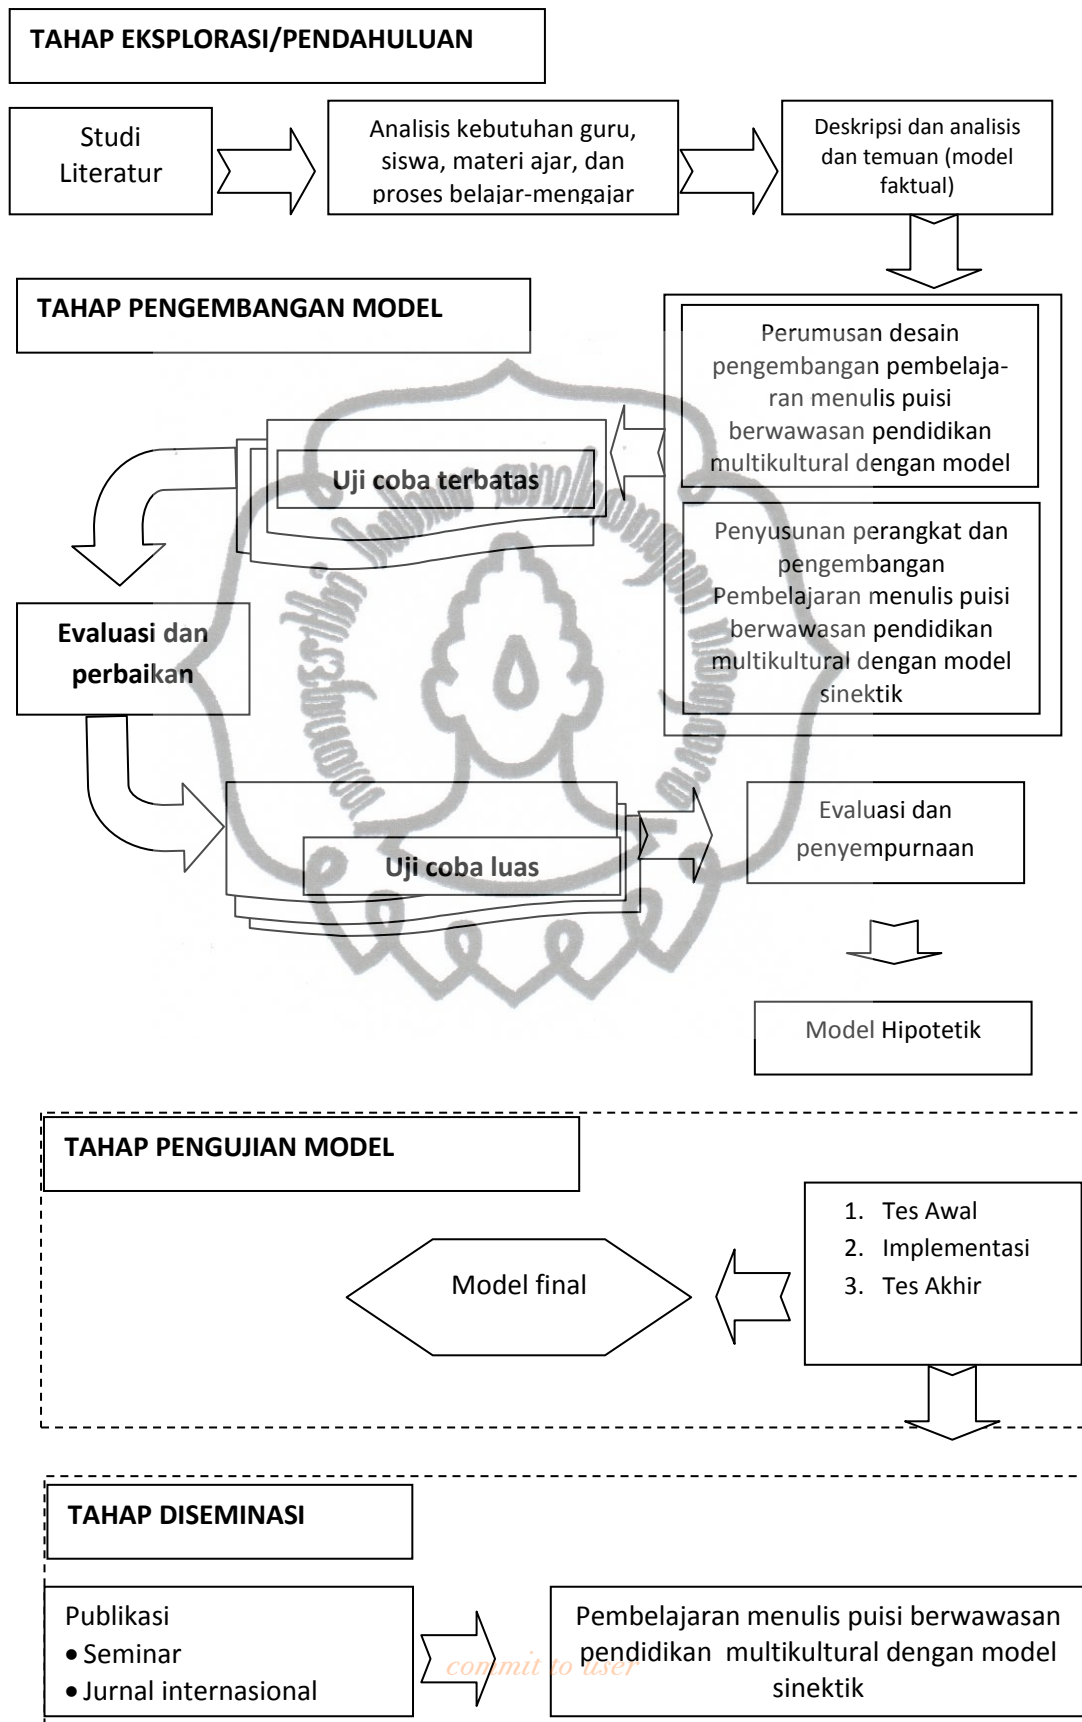 TAHAP EKSPLORASI/PENDAHULUAN
Studi
Literatur
Analisis kebutuhan guru,
siswa, materi ajar, dan
proses belajar-mengajar
Deskripsi dan analisis
dan temuan (model
faktual)
TAHAP PENGEMBANGAN MODEL
Perumusan desain
pengembangan pembelaja-
ran menulis puisi
berwawasan pendidikan
multikultural dengan model
Uji coba terbatas
Penyusunan perangkat dan
pengembangan
Pembelajaran menulis puisi
berwawasan pendidikan
multikultural dengan model
sinektik
Evaluasi dan
perbaikan
Uji coba luas
Evaluasi dan
penyempurnaan
Model Hipotetik
TAHAP PENGUJIAN MODEL
1. Tes Awal
2. Implementasi
3. Tes Akhir
Model final
TAHAP DISEMINASI
Publikasi
• Seminar
• Jurnal internasional
Pembelajaran menulis puisi berwawasan
pendidikan multikultural dengan model
sinektik
commit to user